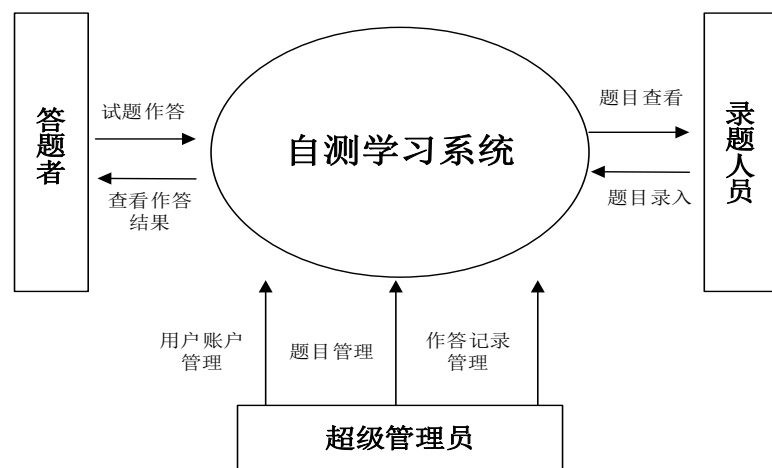 答题者
试题作答
查看作答
结果
自测学习系统
题目查看
题目录入
录题人员
用户账户
管理
题目管理
作答记录
管理
超级管理员